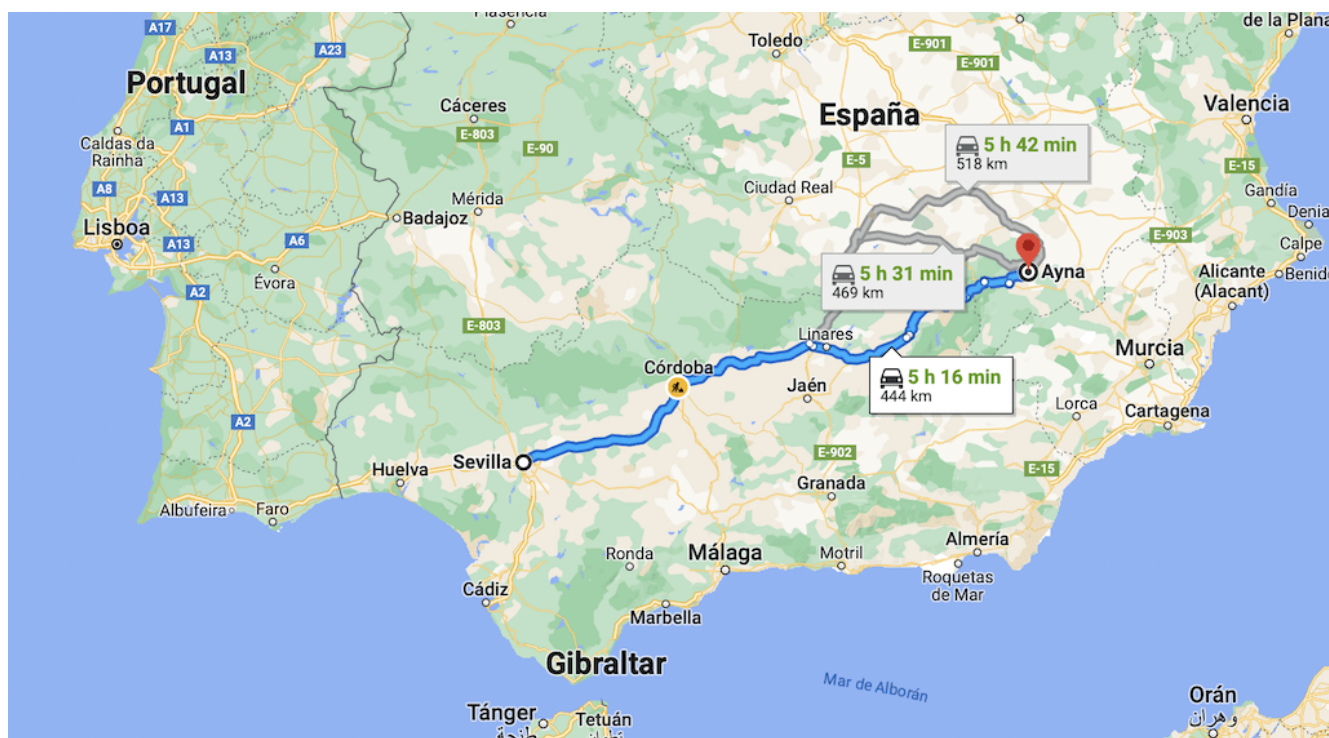 Plasencia
de la Plana
A17
A13
A23
Toledo
E-901
E-901
Portugal
Cáceres
España
Valencia
A1
E-803
E-90
E-5
5 h 42 min
518 km
E-15
Caldas da
Rainha
A8
A13
Mérida
Ciudad Real
Gandía
Lisboa
A13
A6
Badajoz
Denia
E-903
Calpe
Évora
5 h 31 min
469 km
Ayna
Alicante
(Alacant)
Benido
A2
E-803
Linares
Murcia
Córdoba
5 h 16 min
444 km
Jaén
Lorca
Cartagena
A2
Sevilla
Huelva
E-902
E-15
Granada
Albufeira
Faro
Ronda
Málaga
Motril
Almería
Roquetas
de Mar
Cádiz
Marbella
Gibraltar
Mar de Alborán
Tánger
طنجة
Tetuán
تطوان
Orán
وهران